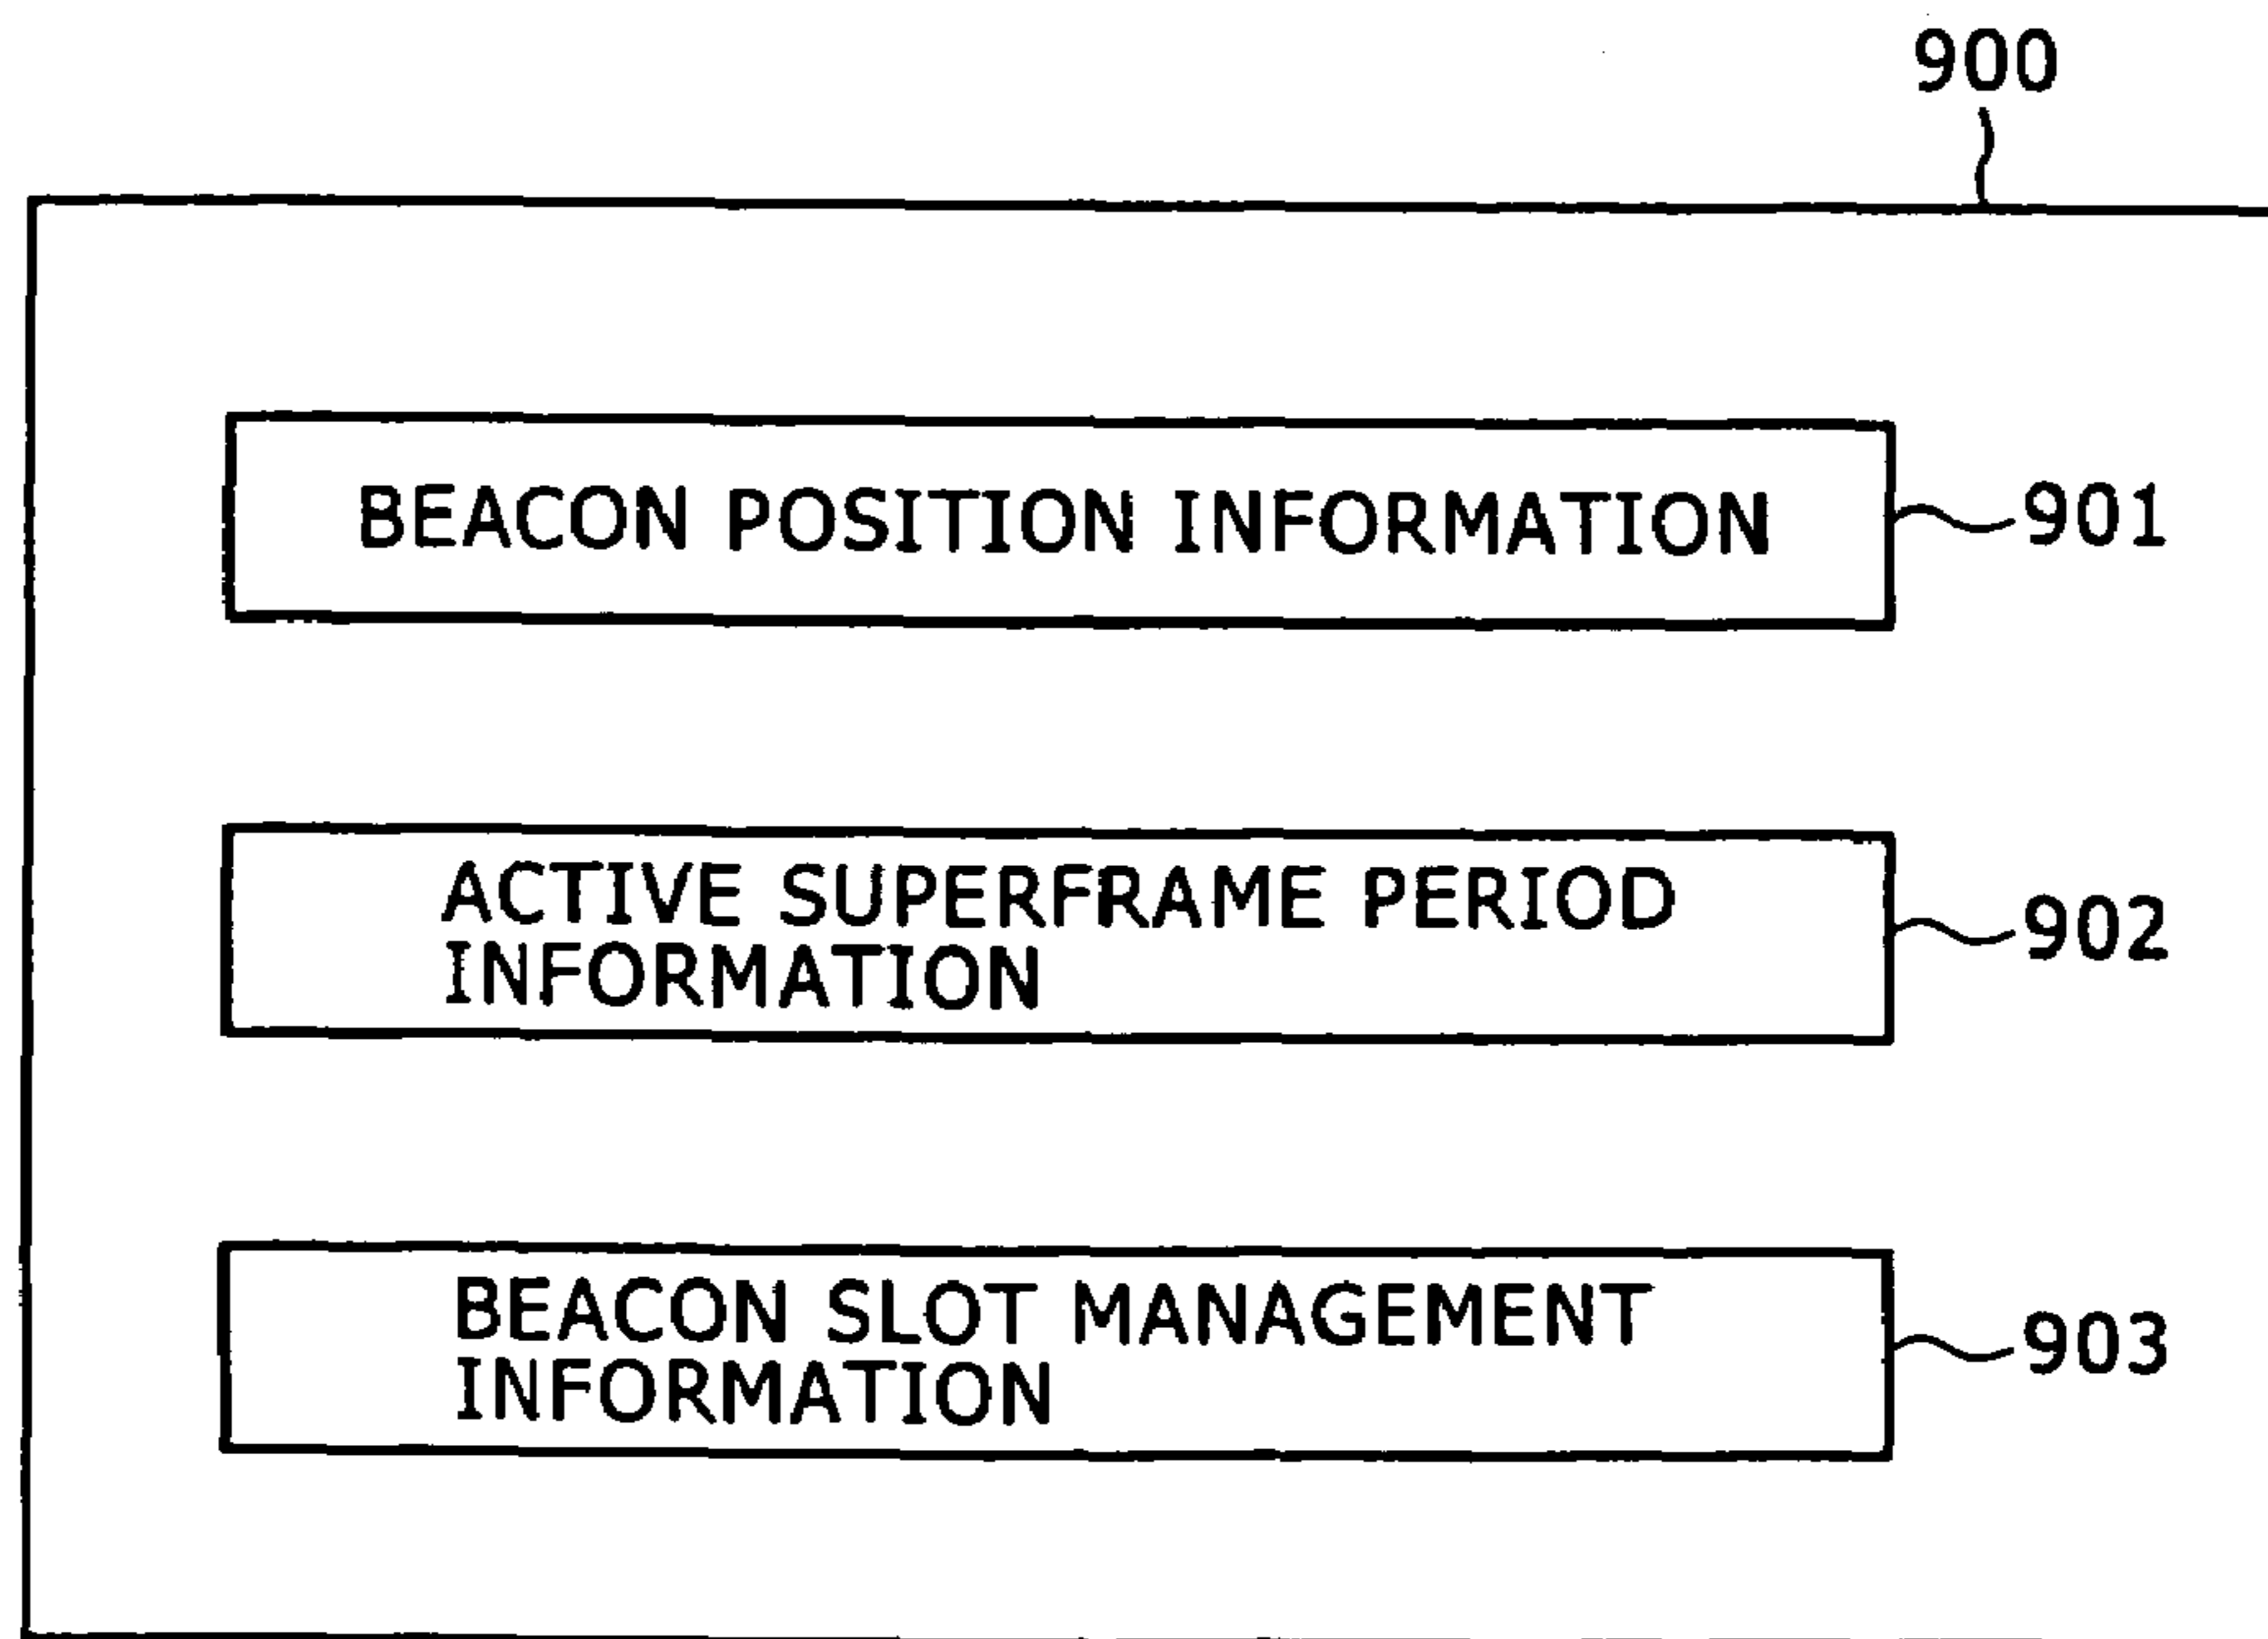 900
BEACON POSITION INFORMATION
901
ACTIVE SUPERFRAME PERIOD
INFORMATION
902
BEACON SLOT MANAGEMENT
INFORMATION
903